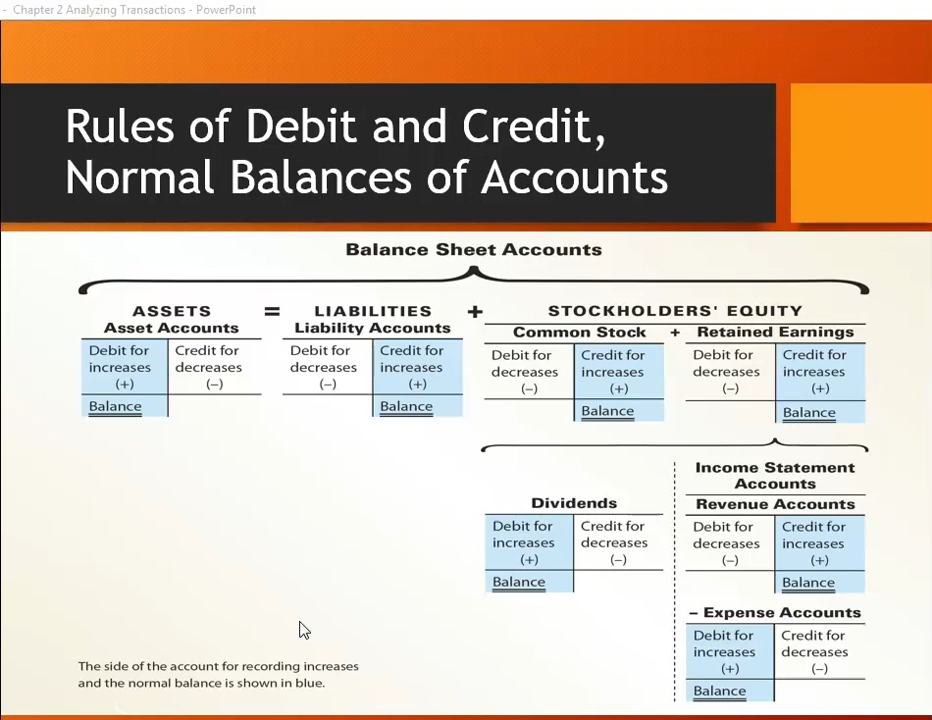 - Chapter 2 Analyzing Transactions - PowerPoint
Rules of Debit and Credit,
Normal Balances of Accounts
Balance Sheet Accounts
ASSETS = LIABILITIES + STOCKHOLDERS' EQUITY
Asset Accounts
Liability Accounts
Common Stock + Retained Earnings
Debit for
increases
(+)
Credit for
decreases
(–)
Balance
Debit for
decreases
(–)
Credit for
increases
(+)
Balance
Debit for
decreases
(–)
Credit for
increases
(+)
Balance
Debit for
decreases
(–)
Credit for
increases
(+)
Balance
Dividends
Debit for
increases
(+)
Credit for
decreases
(–)
Balance
Income Statement
Accounts
Revenue Accounts
Debit for
decreases
(–)
Credit for
increases
(+)
Balance
– Expense Accounts
Debit for
increases
(+)
Credit for
decreases
(–)
Balance
The side of the account for recording increases
and the normal balance is shown in blue.